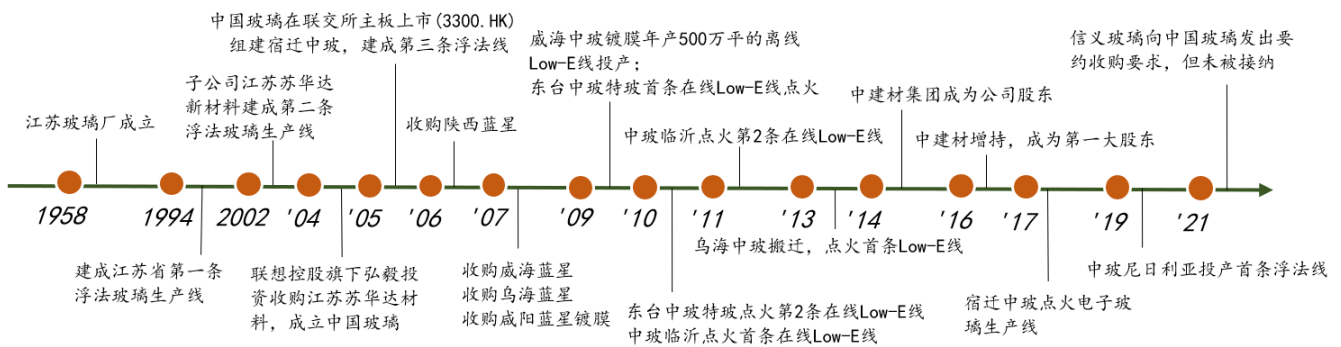 中国玻璃在联交所主板上市(3300.HK)
组建宿迁中玻，建成第三条浮法线
威海中玻镀膜年产500万平的离线
Low-E线投产；
东台中玻特玻首条在线Low-E线点火
信义玻璃向中国玻璃发出要
约收购要求，但未被接纳
子公司江苏苏华达
新材料建成第二条
浮法玻璃生产线
中建材集团成为公司股东
江苏玻璃厂成立
收购陕西蓝星
中玻临沂点火第2条在线Low-E线
中建材增持，成为第一大股东
1958
1994
2002
'04
'05
'06
'07
'09
'10
'11
'13
'14
'16
'17
'19
'21
乌海中玻搬迁，点火首条Low-E线
建成江苏省第一条
浮法玻璃生产线
联想控股旗下弘毅投
资收购江苏苏华达材
料，成立中国玻璃
收购威海蓝星
收购乌海蓝星
收购咸阳蓝星镀膜
东台中玻特玻点火第2条在线Low-E线
中玻临沂点火首条在线Low-E线
宿迁中玻点火电子玻
璃生产线
中玻尼日利亚投产首条浮法线